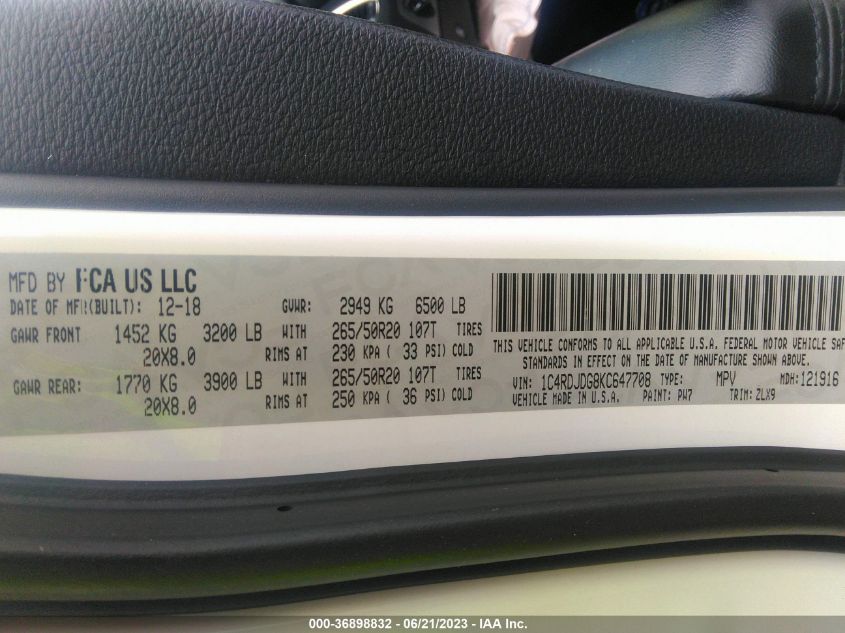 MFD BY FCA US LLC
DATE OF MFR(BUILT): 12-18 GVWR: 2949 KG 6500 LB
GAWR FRONT 1452 KG 3200 LB WITH 265/50R20 107T TIRES
20X8.0 RIMS AT 230 KPA ( 33 PSI) COLD
GAWR REAR: 1770 KG 3900 LB WITH 265/50R20 107T TIRES
20X8.0 RIMS AT 250 KPA ( 36 PSI) COLD
THIS VEHICLE CONFORMS TO ALL APPLICABLE U.S.A. FEDERAL MOTOR VEHICLE SAF
STANDARDS IN EFFECT ON THE DATE OF MANUFACTURE SHOWN ABOVE.
VIN: 1C4RDJDG8KC647708 TYPE: MPV MDH:121916
VEHICLE MADE IN U.S.A. PAINT: PW7 TRIM: ZLX9
000-36898832 - 06/21/2023 - IAA Inc.